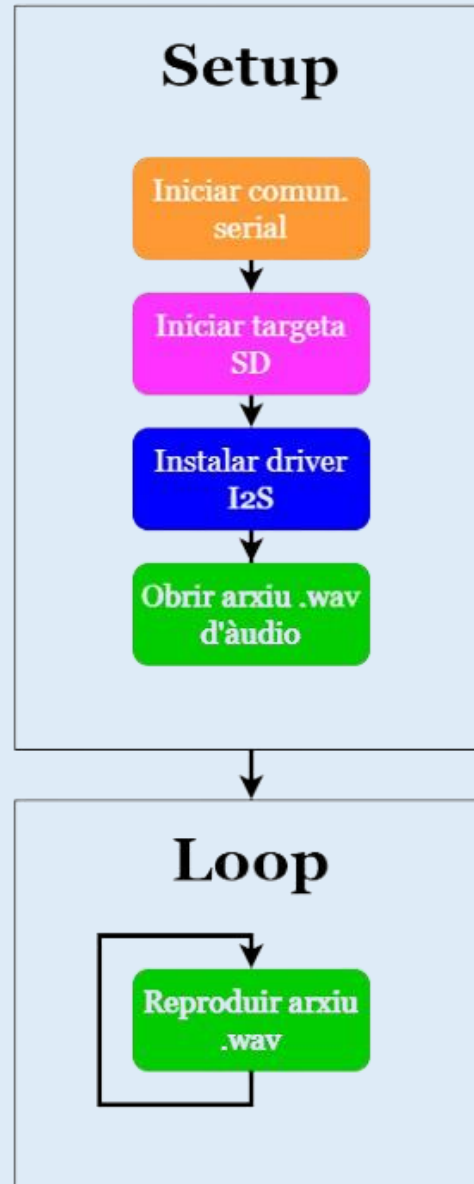 Setup
Iniciar comun.
serial
Iniciar targeta
SD
Instalar driver
I2S
Obrir arxiu .wav
d'àudio
Loop
Reproduir arxiu
.wav